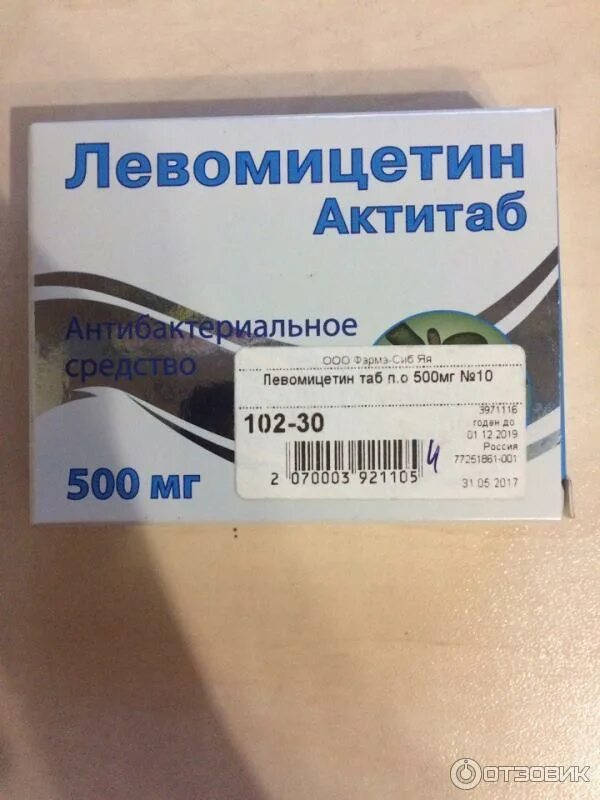 Левомицетин
Актитаб
Антибактериальное
средство
500 мг
ООО Фарма-Сиб Яя
Левомицетин таб п.о 500мг №10
102-30
3971116
годен до
01.12.2019
Россия
77251861-001
31.05.2017
2 070003 921105
ч
ОТЗОВИК